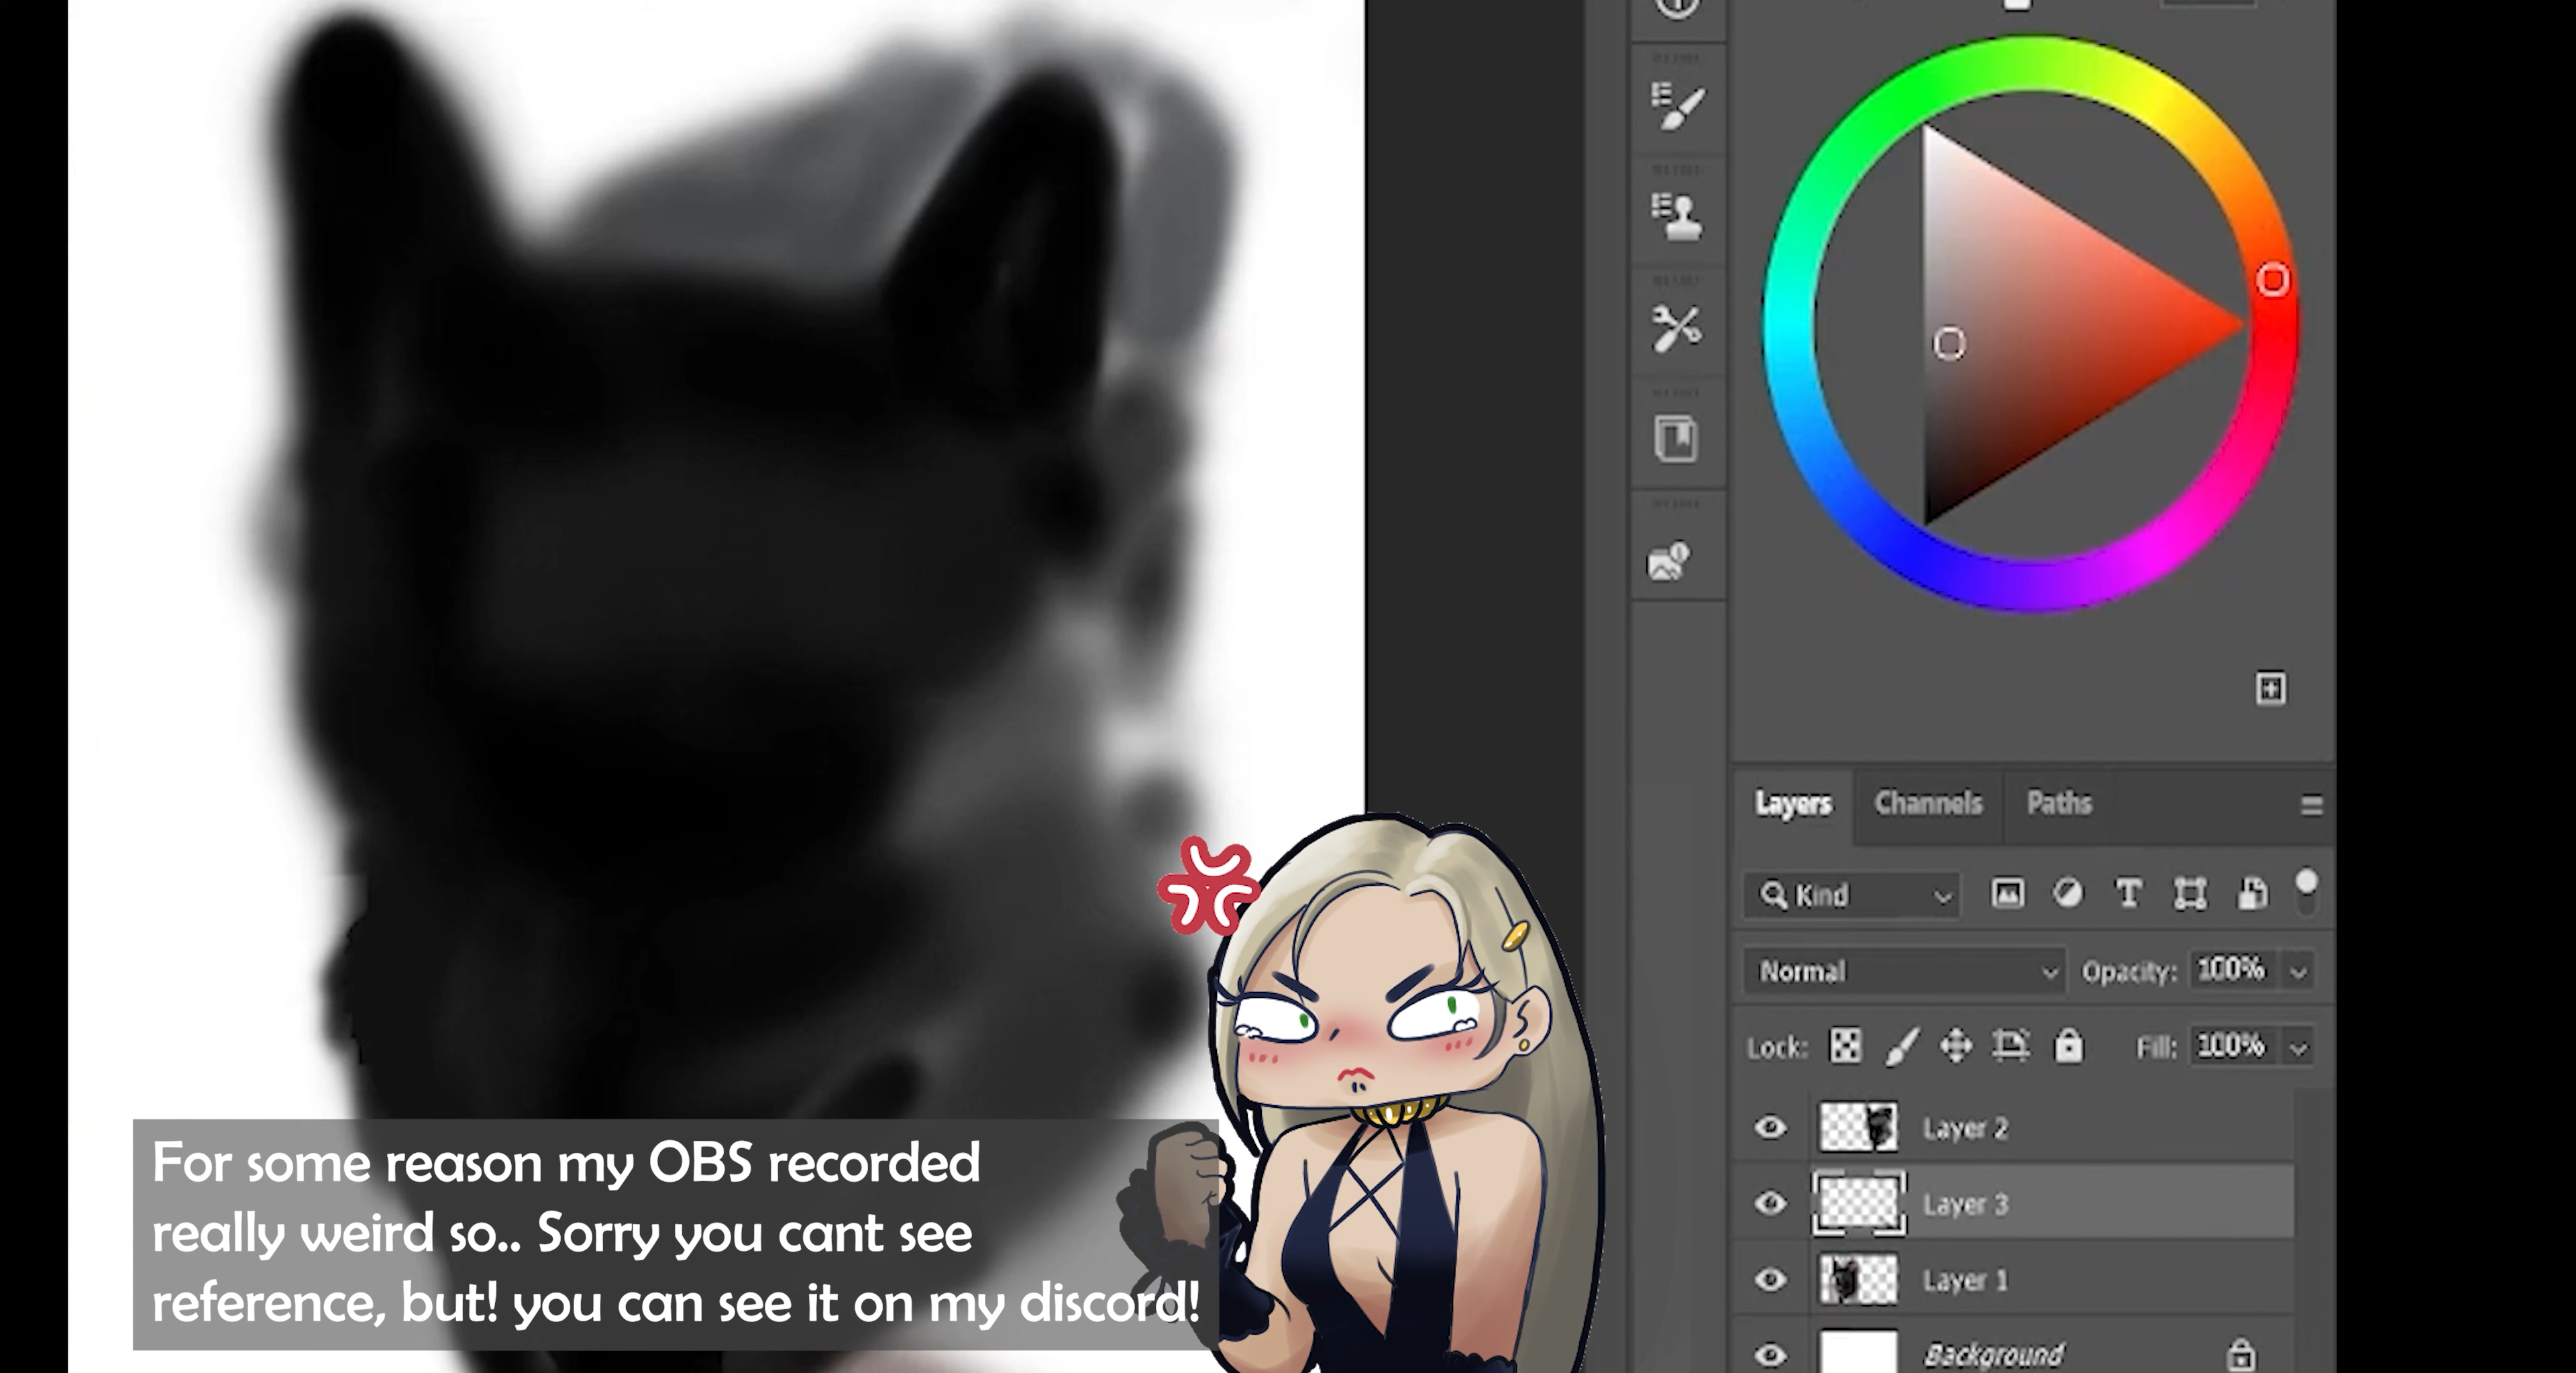 Layers Channels Paths
Kind
Normal Opacity: 100%
Lock: Fill: 100%
Layer 2
Layer 3
Layer 1
Background
For some reason my OBS recorded
really weird so.. Sorry you cant see
reference, but! you can see it on my discord!